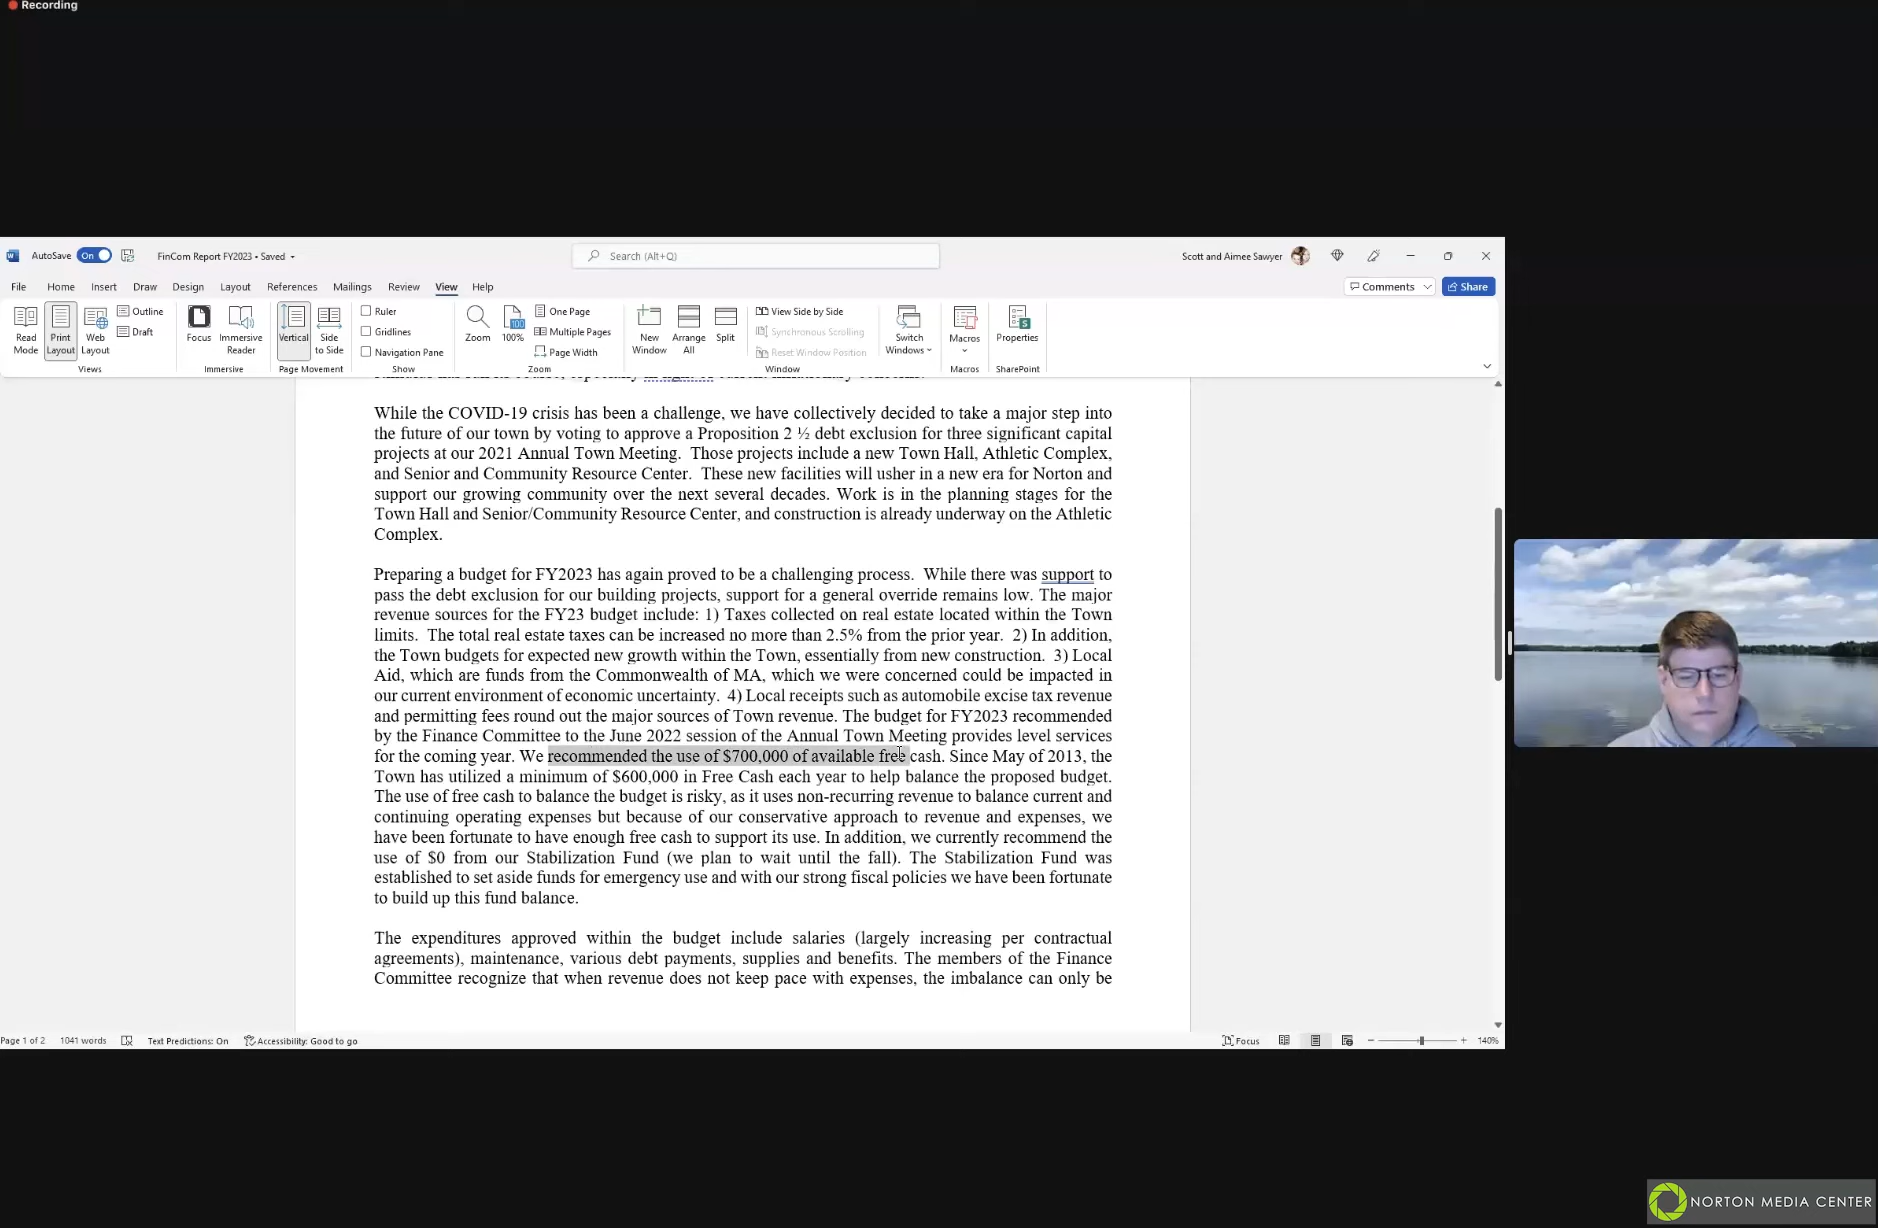 Recording
AutoSave On FinCom Report FY2023 • Saved Search (Alt+Q) Scott and Aimee Sawyer
File Home Insert Draw Design Layout References Mailings Review View Help Comments Share
Read Mode
Print Layout
Web Layout
Outline
Draft
Views
Focus
Immersive Reader
Immersive
Vertical
Side to Side
Page Movement
Ruler
Gridlines
Navigation Pane
Show
Zoom
100
100%
One Page
Multiple Pages
Page Width
Zoom
New Window
Arrange All
Split
View Side by Side
Synchronous Scrolling
Reset Window Position
Switch Windows
Window
Macros
Macros
Properties
SharePoint
While the COVID-19 crisis has been a challenge, we have collectively decided to take a major step into
the future of our town by voting to approve a Proposition 2 ½ debt exclusion for three significant capital
projects at our 2021 Annual Town Meeting. Those projects include a new Town Hall, Athletic Complex,
and Senior and Community Resource Center. These new facilities will usher in a new era for Norton and
support our growing community over the next several decades. Work is in the planning stages for the
Town Hall and Senior/Community Resource Center, and construction is already underway on the Athletic
Complex.
Preparing a budget for FY2023 has again proved to be a challenging process. While there was support to
pass the debt exclusion for our building projects, support for a general override remains low. The major
revenue sources for the FY23 budget include: 1) Taxes collected on real estate located within the Town
limits. The total real estate taxes can be increased no more than 2.5% from the prior year. 2) In addition,
the Town budgets for expected new growth within the Town, essentially from new construction. 3) Local
Aid, which are funds from the Commonwealth of MA, which we were concerned could be impacted in
our current environment of economic uncertainty. 4) Local receipts such as automobile excise tax revenue
and permitting fees round out the major sources of Town revenue. The budget for FY2023 recommended
by the Finance Committee to the June 2022 session of the Annual Town Meeting provides level services
for the coming year. We recommended the use of $700,000 of available free cash. Since May of 2013, the
Town has utilized a minimum of $600,000 in Free Cash each year to help balance the proposed budget.
The use of free cash to balance the budget is risky, as it uses non-recurring revenue to balance current and
continuing operating expenses but because of our conservative approach to revenue and expenses, we
have been fortunate to have enough free cash to support its use. In addition, we currently recommend the
use of $0 from our Stabilization Fund (we plan to wait until the fall). The Stabilization Fund was
established to set aside funds for emergency use and with our strong fiscal policies we have been fortunate
to build up this fund balance.
The expenditures approved within the budget include salaries (largely increasing per contractual
agreements), maintenance, various debt payments, supplies and benefits. The members of the Finance
Committee recognize that when revenue does not keep pace with expenses, the imbalance can only be
Page 1 of 2 1041 words Text Predictions: On Accessibility: Good to go Focus 140%
NORTON MEDIA CENTER